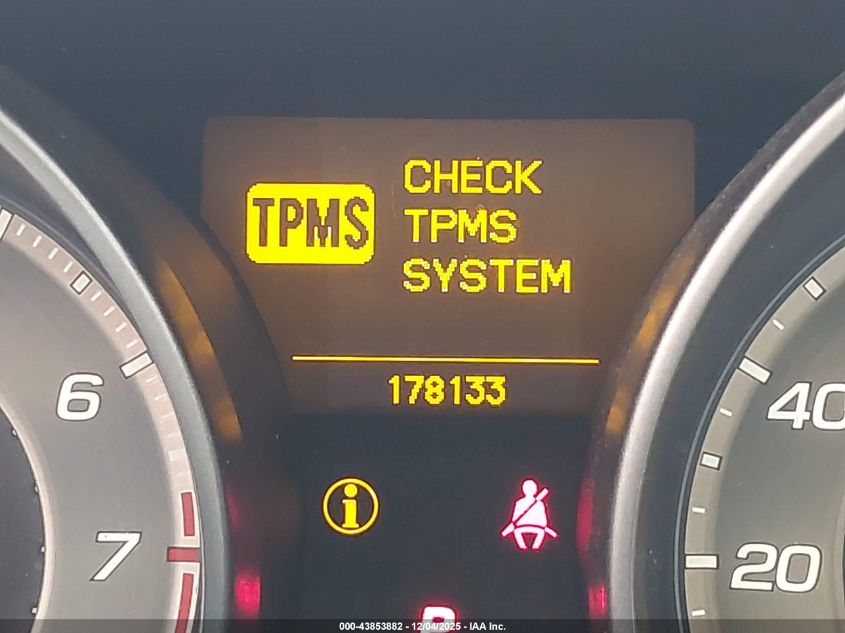 TPMS
CHECK
TPMS
SYSTEM
178133
6
7
40
20
i
000-43853882 - 12/04/2025 - IAA Inc.